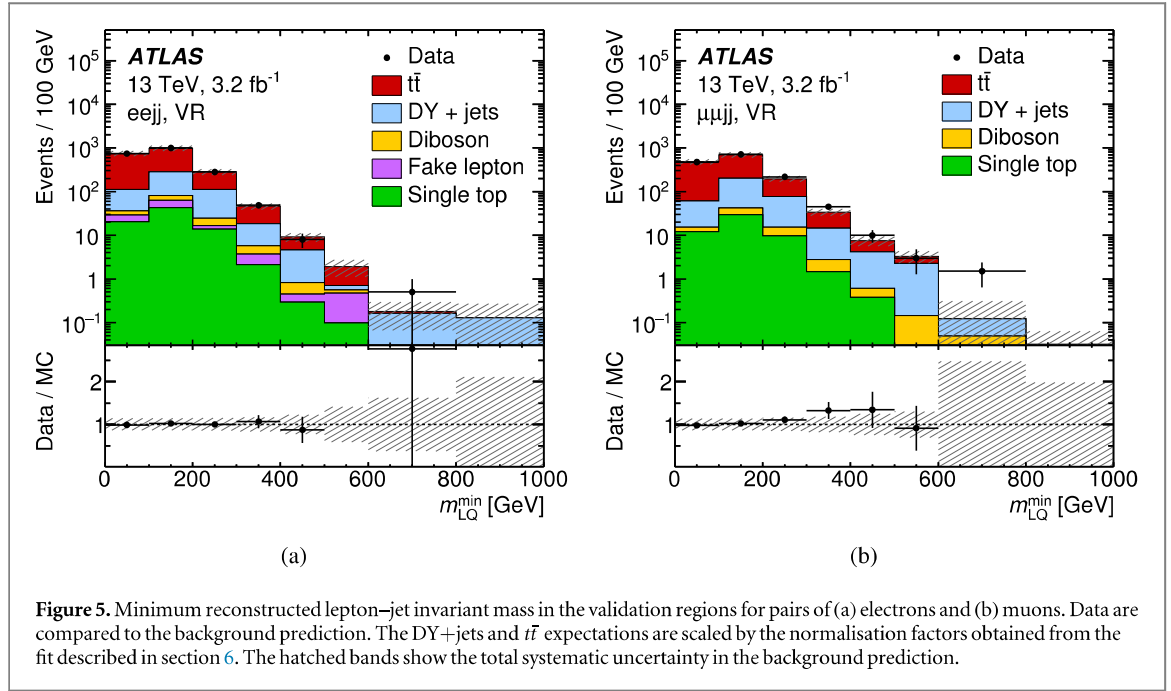 Events / 100 GeV
10⁵
10⁴
10³
10²
10
1
10⁻¹
ATLAS
13 TeV, 3.2 fb⁻¹
eejj, VR
Data
tt̄
DY + jets
Diboson
Fake lepton
Single top
Data / MC
2
1
0 200 400 600 800 1000
m_LQ^min [GeV]
(a)
Events / 100 GeV
10⁵
10⁴
10³
10²
10
1
10⁻¹
ATLAS
13 TeV, 3.2 fb⁻¹
μμjj, VR
Data
tt̄
DY + jets
Diboson
Single top
Data / MC
2
1
0 200 400 600 800 1000
m_LQ^min [GeV]
(b)
Figure 5. Minimum reconstructed lepton–jet invariant mass in the validation regions for pairs of (a) electrons and (b) muons. Data are
compared to the background prediction. The DY+jets and tt̄ expectations are scaled by the normalisation factors obtained from the
fit described in section 6. The hatched bands show the total systematic uncertainty in the background prediction.